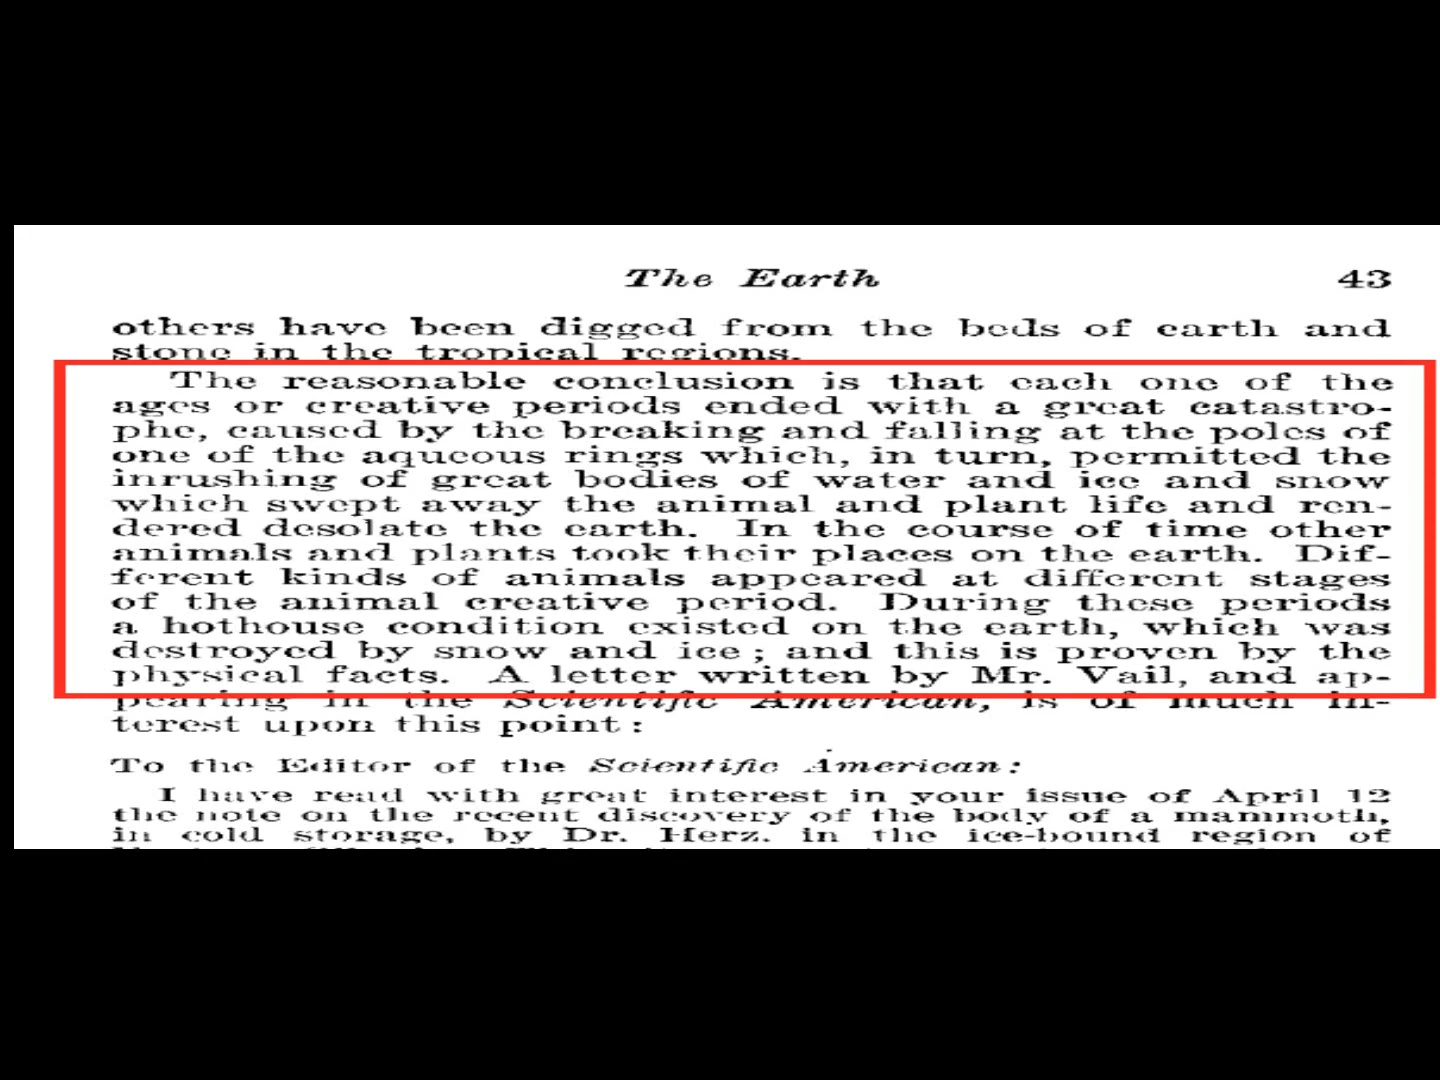 The Earth 43
others have been digged from the beds of earth and
stone in the tropical regions.
The reasonable conclusion is that each one of the
ages or creative periods ended with a great catastro-
phe, caused by the breaking and falling at the poles of
one of the aqueous rings which, in turn, permitted the
inrushing of great bodies of water and ice and snow
which swept away the animal and plant life and ren-
dered desolate the earth. In the course of time other
animals and plants took their places on the earth. Dif-
ferent kinds of animals appeared at different stages
of the animal creative period. During these periods
a hothouse condition existed on the earth, which was
destroyed by snow and ice; and this is proven by the
physical facts. A letter written by Mr. Vail, and ap-
pearing in the Scientific American, is of much in-
terest upon this point:
To the Editor of the Scientific American:
I have read with great interest in your issue of April 12
the note on the recent discovery of the body of a mammoth,
in cold storage, by Dr. Herz. in the ice-bound region of